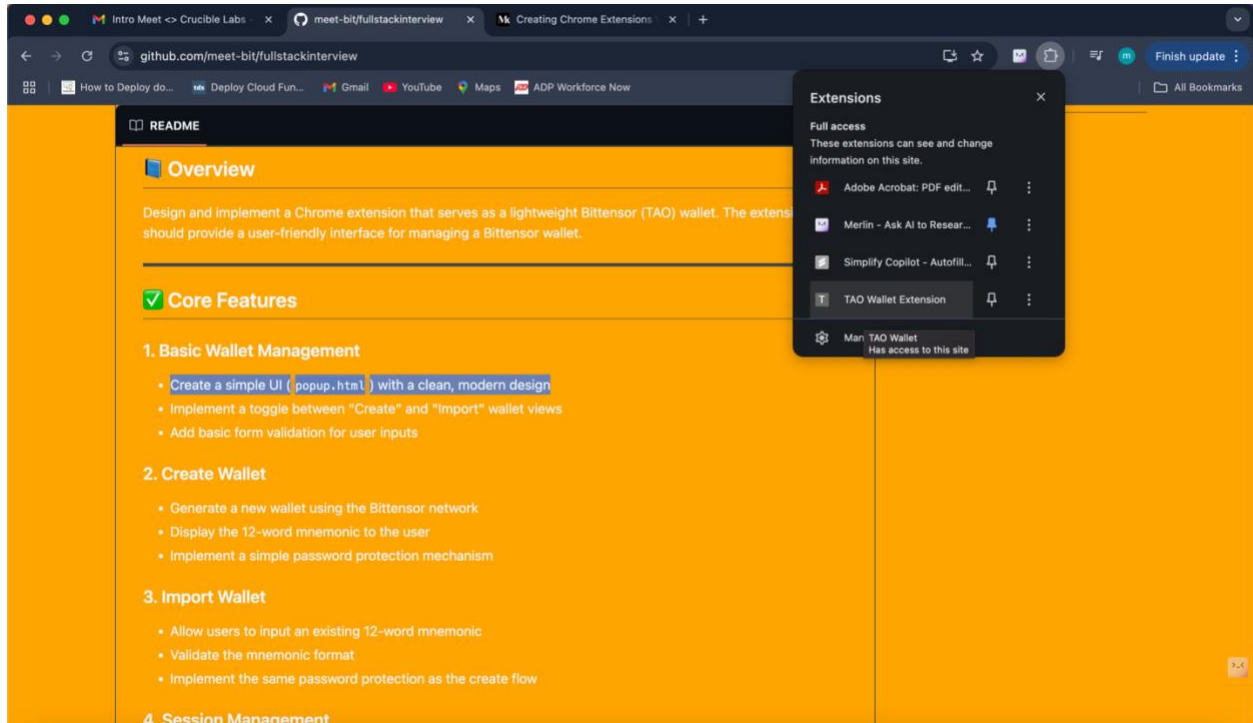 Intro Meet <> Crucible Labs -
meet-bit/fullstackinterview
Creating Chrome Extensions
github.com/meet-bit/fullstackinterview
m
Finish update
How to Deploy do...
tds Deploy Cloud Fun...
Gmail
YouTube
Maps
ADP Workforce Now
All Bookmarks
README
Overview
Design and implement a Chrome extension that serves as a lightweight Bittensor (TAO) wallet. The extensi
should provide a user-friendly interface for managing a Bittensor wallet.
Core Features
1. Basic Wallet Management
• Create a simple UI ( popup.html ) with a clean, modern design
• Implement a toggle between "Create" and "Import" wallet views
• Add basic form validation for user inputs
2. Create Wallet
• Generate a new wallet using the Bittensor network
• Display the 12-word mnemonic to the user
• Implement a simple password protection mechanism
3. Import Wallet
• Allow users to input an existing 12-word mnemonic
• Validate the mnemonic format
• Implement the same password protection as the create flow
4. Session Management
Extensions
Full access
These extensions can see and change
information on this site.
Adobe Acrobat: PDF edit...
Merlin - Ask AI to Resear...
Simplify Copilot - Autofill...
T TAO Wallet Extension
Man
TAO Wallet
Has access to this site